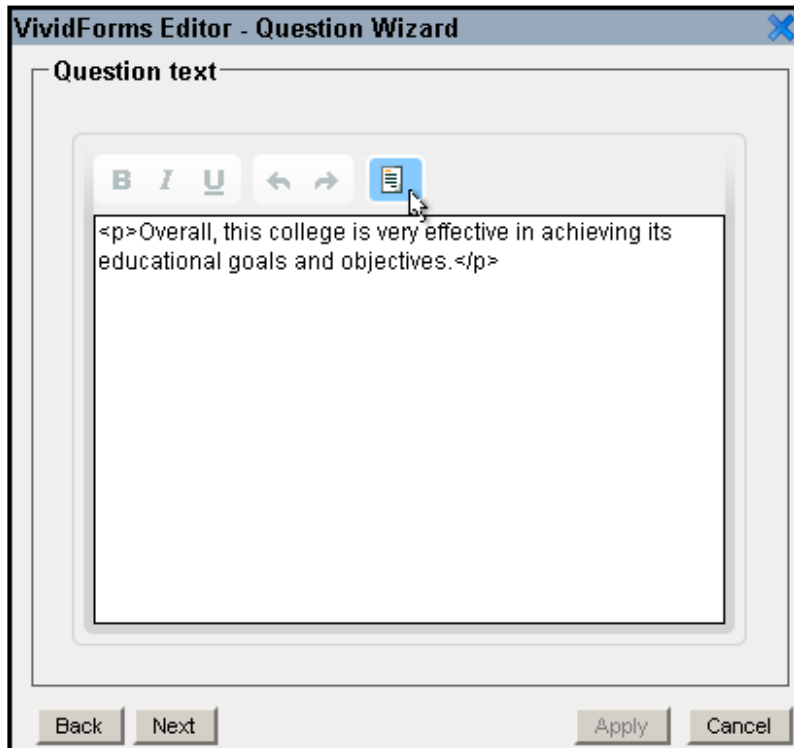 VividForms Editor - Question Wizard
Question text
B I U
<p>Overall, this college is very effective in achieving its
educational goals and objectives.</p>
Back Next Apply Cancel